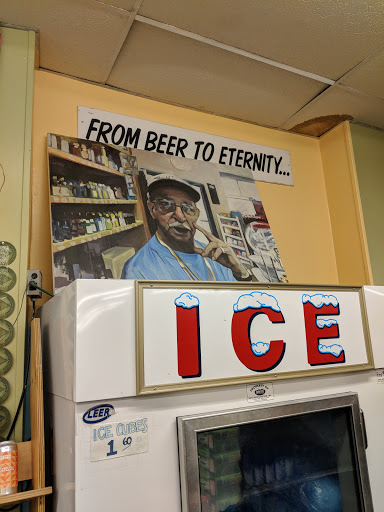 FROM BEER TO ETERNITY...
ICE
LEER
ICE CUBES
1 60